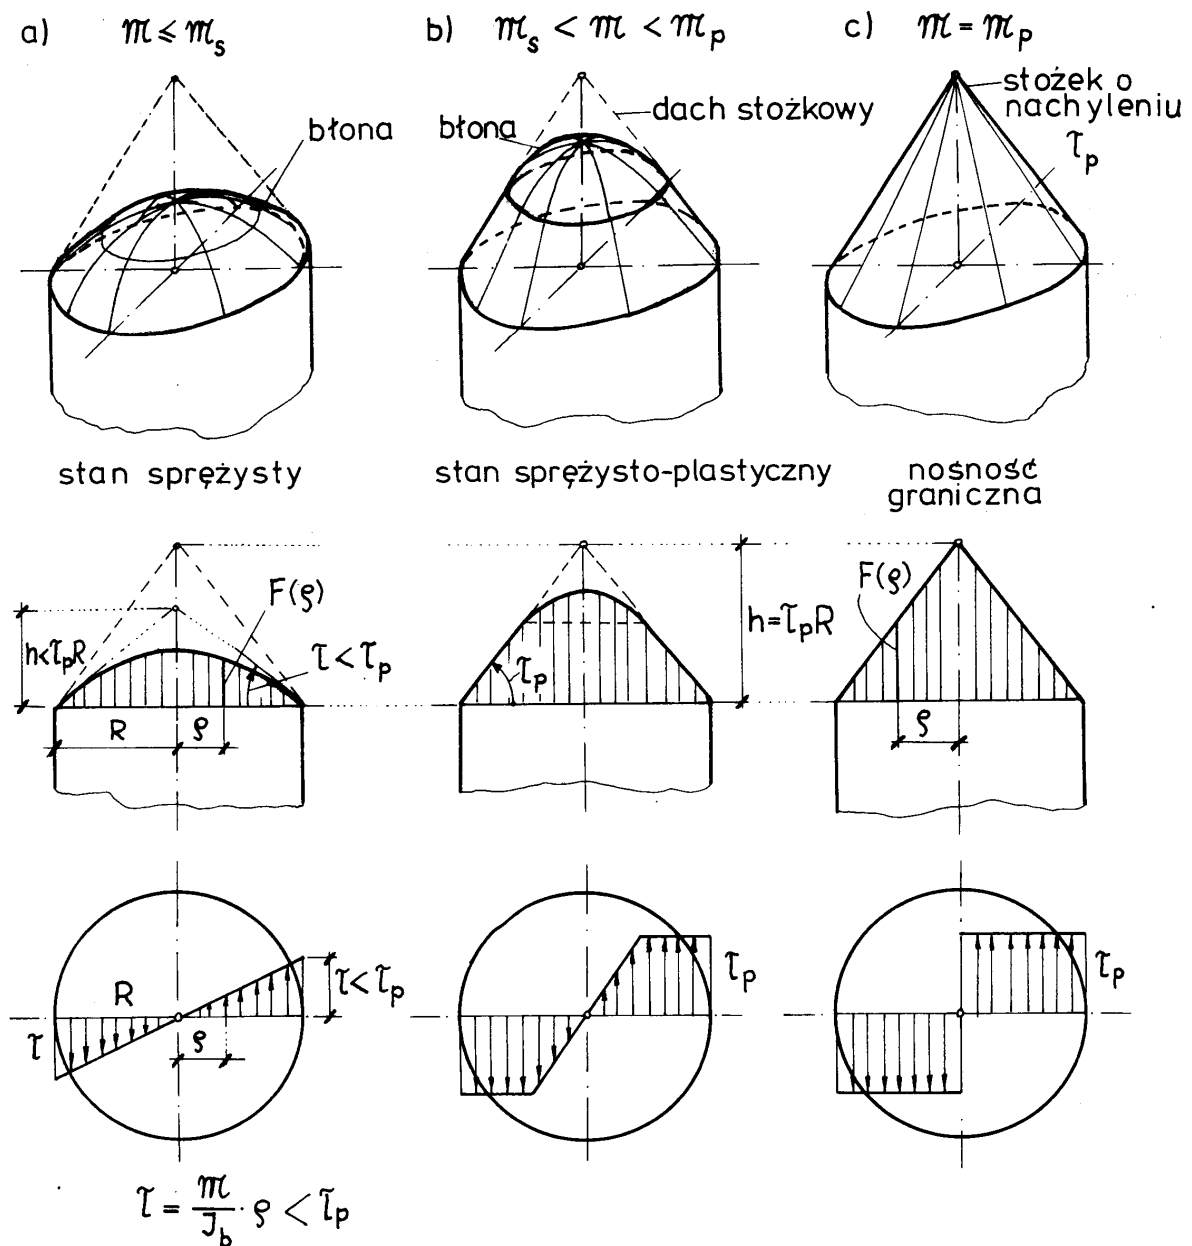 a) 𝔐 ≤ 𝔐ₛ
b) 𝔐ₛ < 𝔐 < 𝔐ₚ
c) 𝔐 = 𝔐ₚ
błona
błona
dach stożkowy
stożek o
nachyleniu
τₚ
stan sprężysty
stan sprężysto-plastyczny
nośność
graniczna
h<τₚR
F(ρ)
τ<τₚ
R
ρ
τₚ
h=τₚR
F(ρ)
ρ
τ
R
ρ
τ<τₚ
τₚ
τₚ
τ = 𝔐/J_b · ρ < τₚ